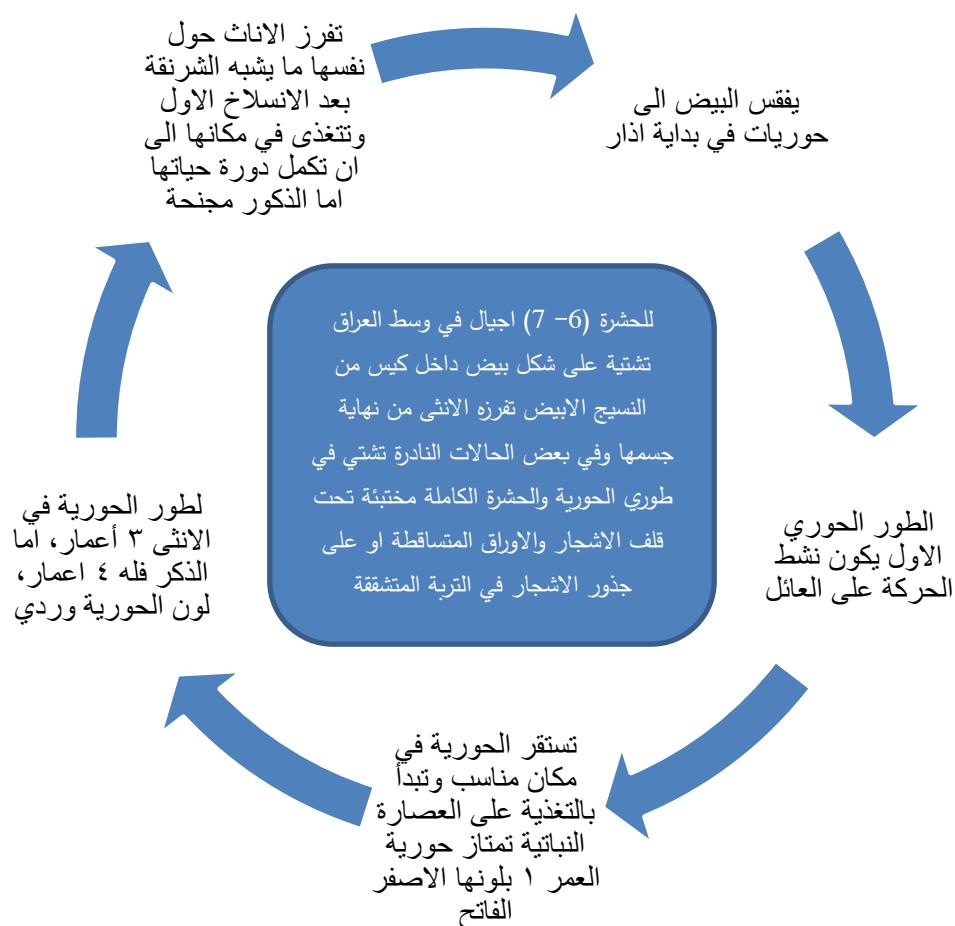 تفرز الاناث حول
نفسها ما يشبه الشرنقة
بعد الانسلاخ الاول
وتتغذى في مكانها الى
ان تكمل دورة حياتها
اما الذكور مجنحة
يفقس البيض الى
حوريات في بداية اذار
للحشرة (6- 7) اجيال في وسط العراق
تشتية على شكل بيض داخل كيس من
النسيج الابيض تفرزه الانثى من نهاية
جسمها وفي بعض الحالات النادرة تشتي في
طوري الحورية والحشرة الكاملة مختبئة تحت
قلف الاشجار والاوراق المتساقطة او على
جذور الاشجار في التربة المتشققة
الطور الحوري
الاول يكون نشط
الحركة على العائل
تستقر الحورية في
مكان مناسب وتبدأ
بالتغذية على العصارة
النباتية تمتاز حورية
العمر ١ بلونها الاصفر
الفاتح
لطور الحورية في
الانثى ٣ أعمار، اما
الذكر فله ٤ اعمار،
لون الحورية وردي